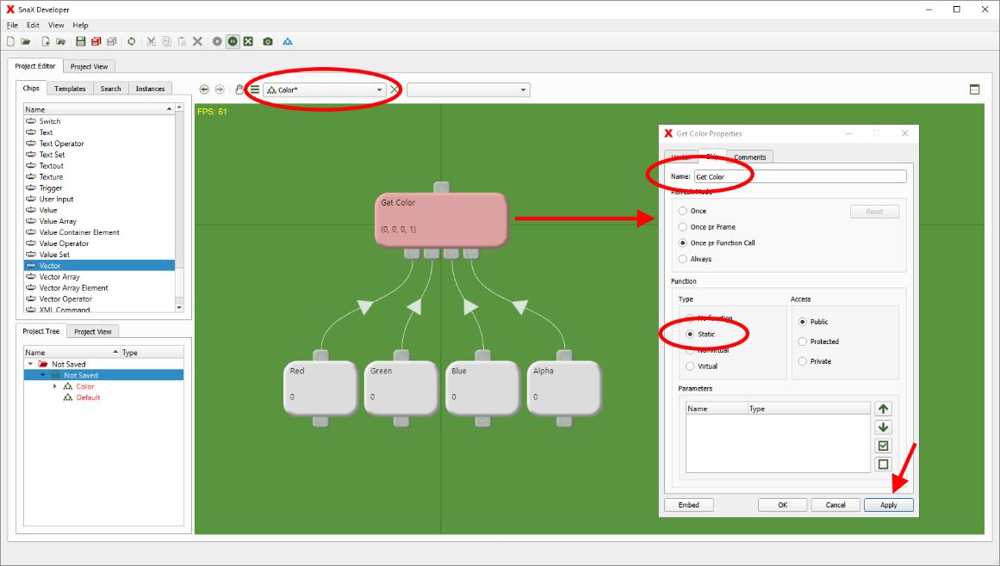 SnaX Developer
File Edit View Help
Project Editor Project View
Chips Templates Search Instances
Color*
Name
Switch
Text
Text Operator
Text Set
Textout
Texture
Trigger
User Input
Value
Value Array
Value Container Element
Value Operator
Value Set
Vector
Vector Array
Vector Array Element
Vector Operator
XML Command
Project Tree Project View
Name Type
Not Saved
Not Saved
Color
Default
FPS: 61
Get Color
(0, 0, 0, 1)
Red Green Blue Alpha
0 0 0 0
Get Color Properties
Vector Chip Comments
Name: Get Color
Refresh Mode
Once Reset
Once pr Frame
Once pr Function Call
Always
Function
Type Access
No function Public
Static Protected
Nonvirtual Private
Virtual
Parameters
Name Type
Embed OK Cancel Apply